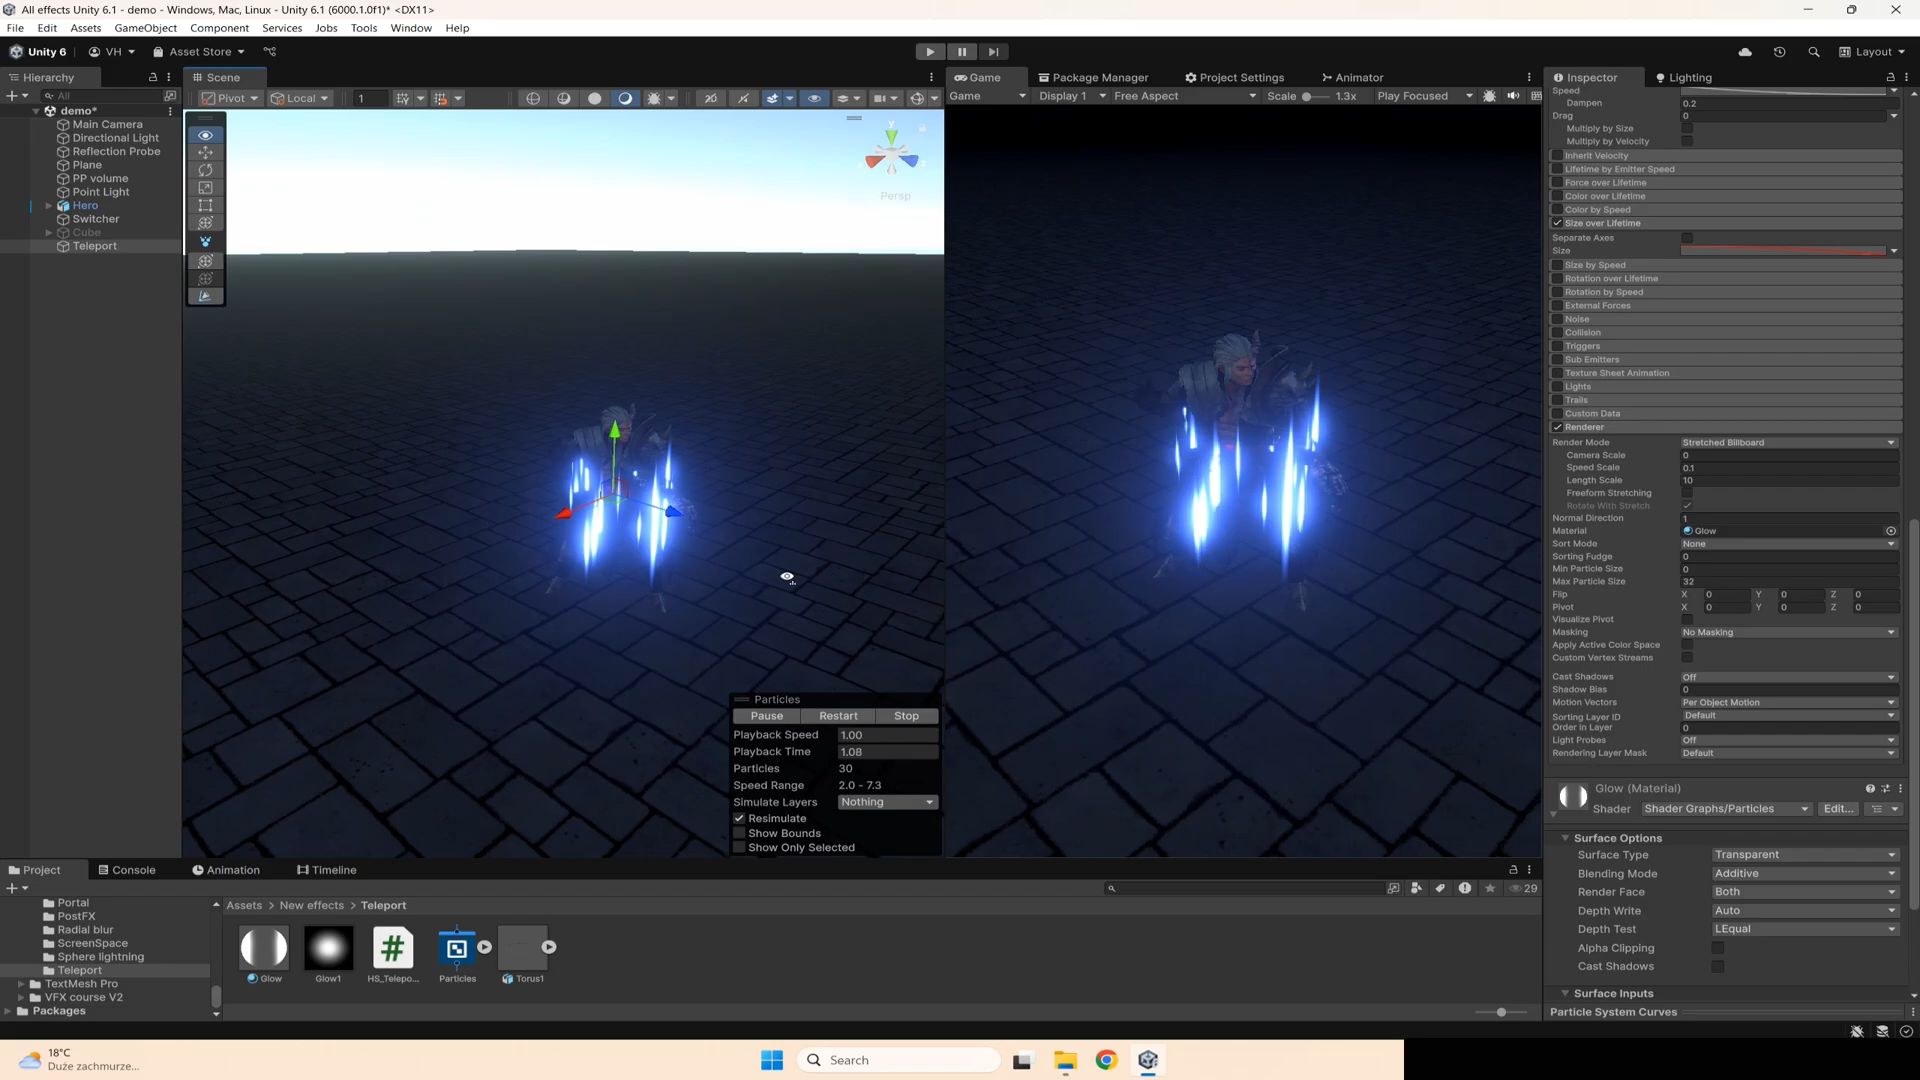 All effects Unity 6.1 - demo - Windows, Mac, Linux - Unity 6.1 (6000.1.0f1)* <DX11>
File Edit Assets GameObject Component Services Jobs Tools Window Help
Unity 6 VH Asset Store Layout
Hierarchy
All
demo*
Main Camera
Directional Light
Reflection Probe
Plane
PP volume
Point Light
Hero
Switcher
Cube
Teleport
Scene
Pivot Local 1 2D
y
Persp
Particles
Pause Restart Stop
Playback Speed 1.00
Playback Time 1.08
Particles 30
Speed Range 2.0 - 7.3
Simulate Layers Nothing
Resimulate
Show Bounds
Show Only Selected
Game Package Manager Project Settings Animator
Game Display 1 Free Aspect Scale 1.3x Play Focused
Inspector Lighting
Speed
Dampen 0.2
Drag 0
Multiply by Size
Multiply by Velocity
Inherit Velocity
Lifetime by Emitter Speed
Force over Lifetime
Color over Lifetime
Color by Speed
Size over Lifetime
Separate Axes
Size
Size by Speed
Rotation over Lifetime
Rotation by Speed
External Forces
Noise
Collision
Triggers
Sub Emitters
Texture Sheet Animation
Lights
Trails
Custom Data
Renderer
Render Mode Stretched Billboard
Camera Scale 0
Speed Scale 0.1
Length Scale 10
Freeform Stretching
Rotate With Stretch
Normal Direction 1
Material Glow
Sort Mode None
Sorting Fudge 0
Min Particle Size 0
Max Particle Size 32
Flip X 0 Y 0 Z 0
Pivot X 0 Y 0 Z 0
Visualize Pivot
Masking No Masking
Apply Active Color Space
Custom Vertex Streams
Cast Shadows Off
Shadow Bias 0
Motion Vectors Per Object Motion
Sorting Layer ID Default
Order in Layer 0
Light Probes Off
Rendering Layer Mask Default
Glow (Material)
Shader Shader Graphs/Particles Edit...
Surface Options
Surface Type Transparent
Blending Mode Additive
Render Face Both
Depth Write Auto
Depth Test LEqual
Alpha Clipping
Cast Shadows
Surface Inputs
Particle System Curves
Project Console Animation Timeline
29
Portal
PostFX
Radial blur
ScreenSpace
Sphere lightning
Teleport
TextMesh Pro
VFX course V2
Packages
Assets New effects Teleport
Glow Glow1 HS_Telepo... Particles Torus1
18°C
Duże zachmurze...
Search